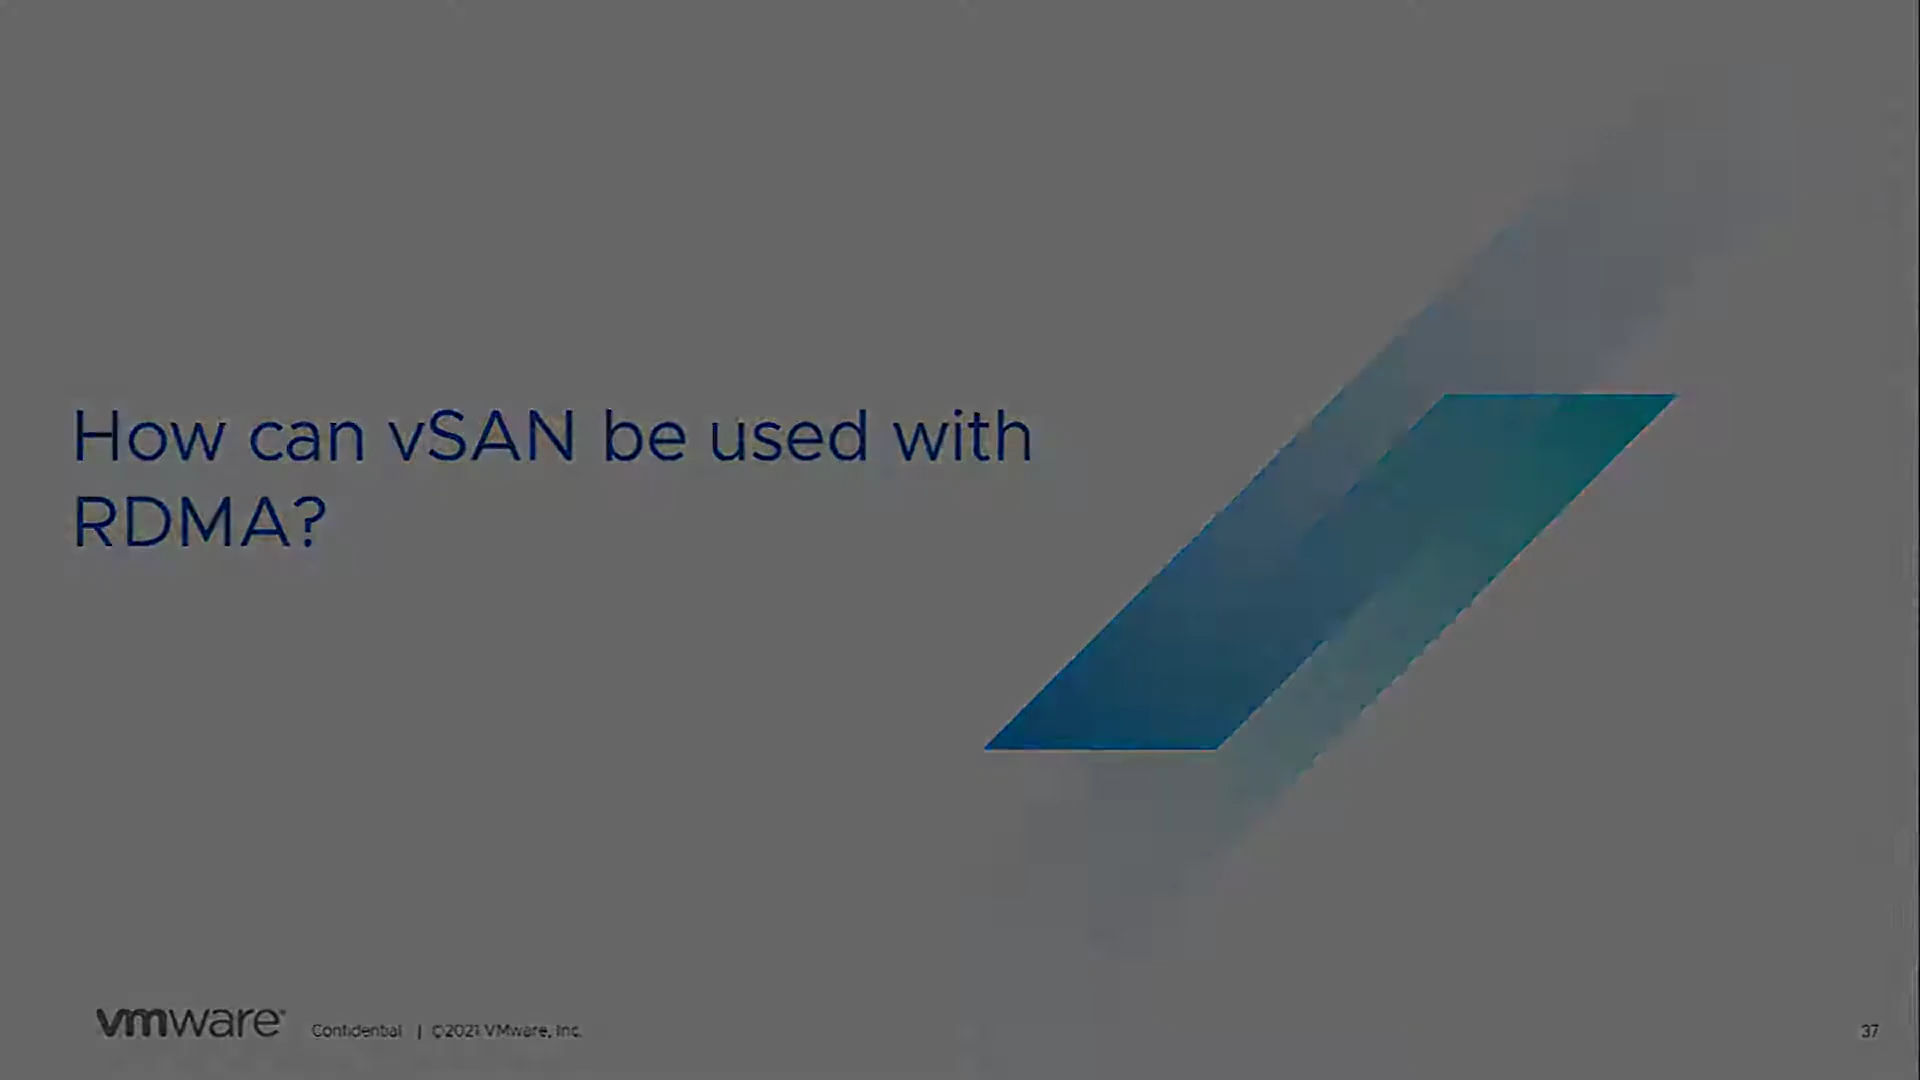 How can vSAN be used with
RDMA?
vmware® Confidential | ©2021 VMware, Inc. 37